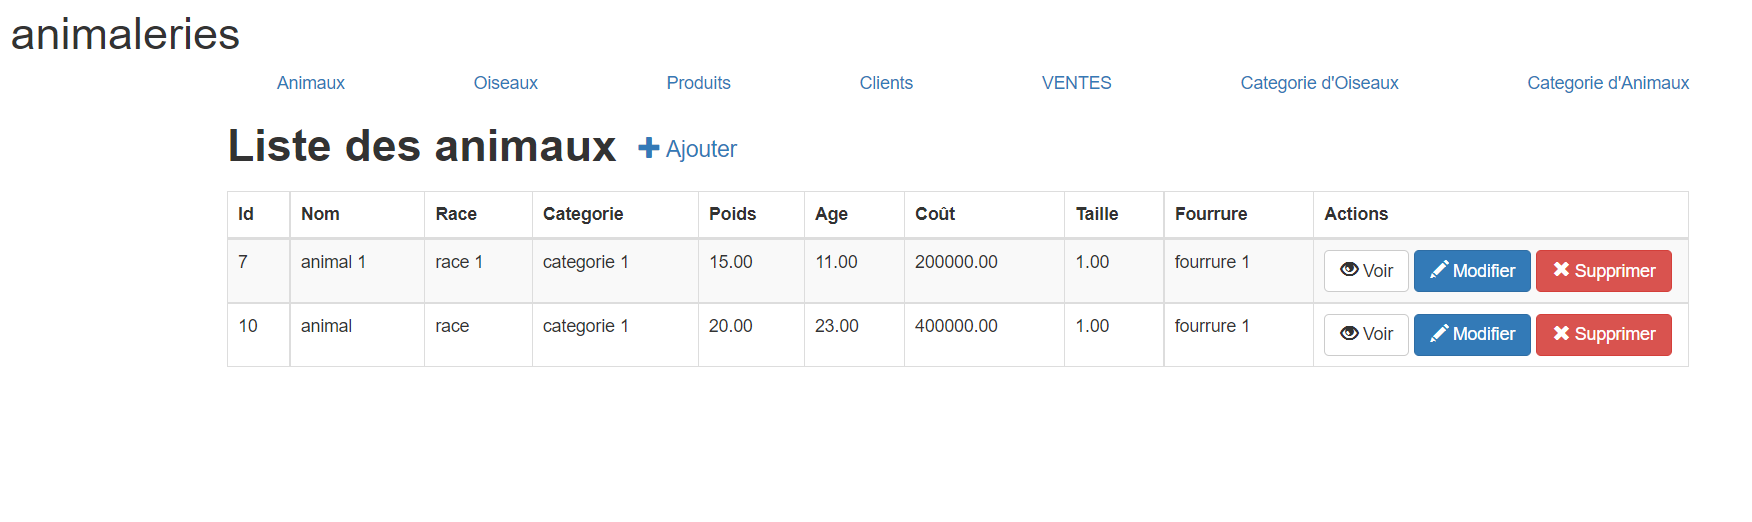 animaleries
Animaux Oiseaux Produits Clients VENTES Categorie d'Oiseaux Categorie d'Animaux
Liste des animaux Ajouter
Id Nom Race Categorie Poids Age Coût Taille Fourrure Actions
7 animal 1 race 1 categorie 1 15.00 11.00 200000.00 1.00 fourrure 1 Voir Modifier Supprimer
10 animal race categorie 1 20.00 23.00 400000.00 1.00 fourrure 1 Voir Modifier Supprimer